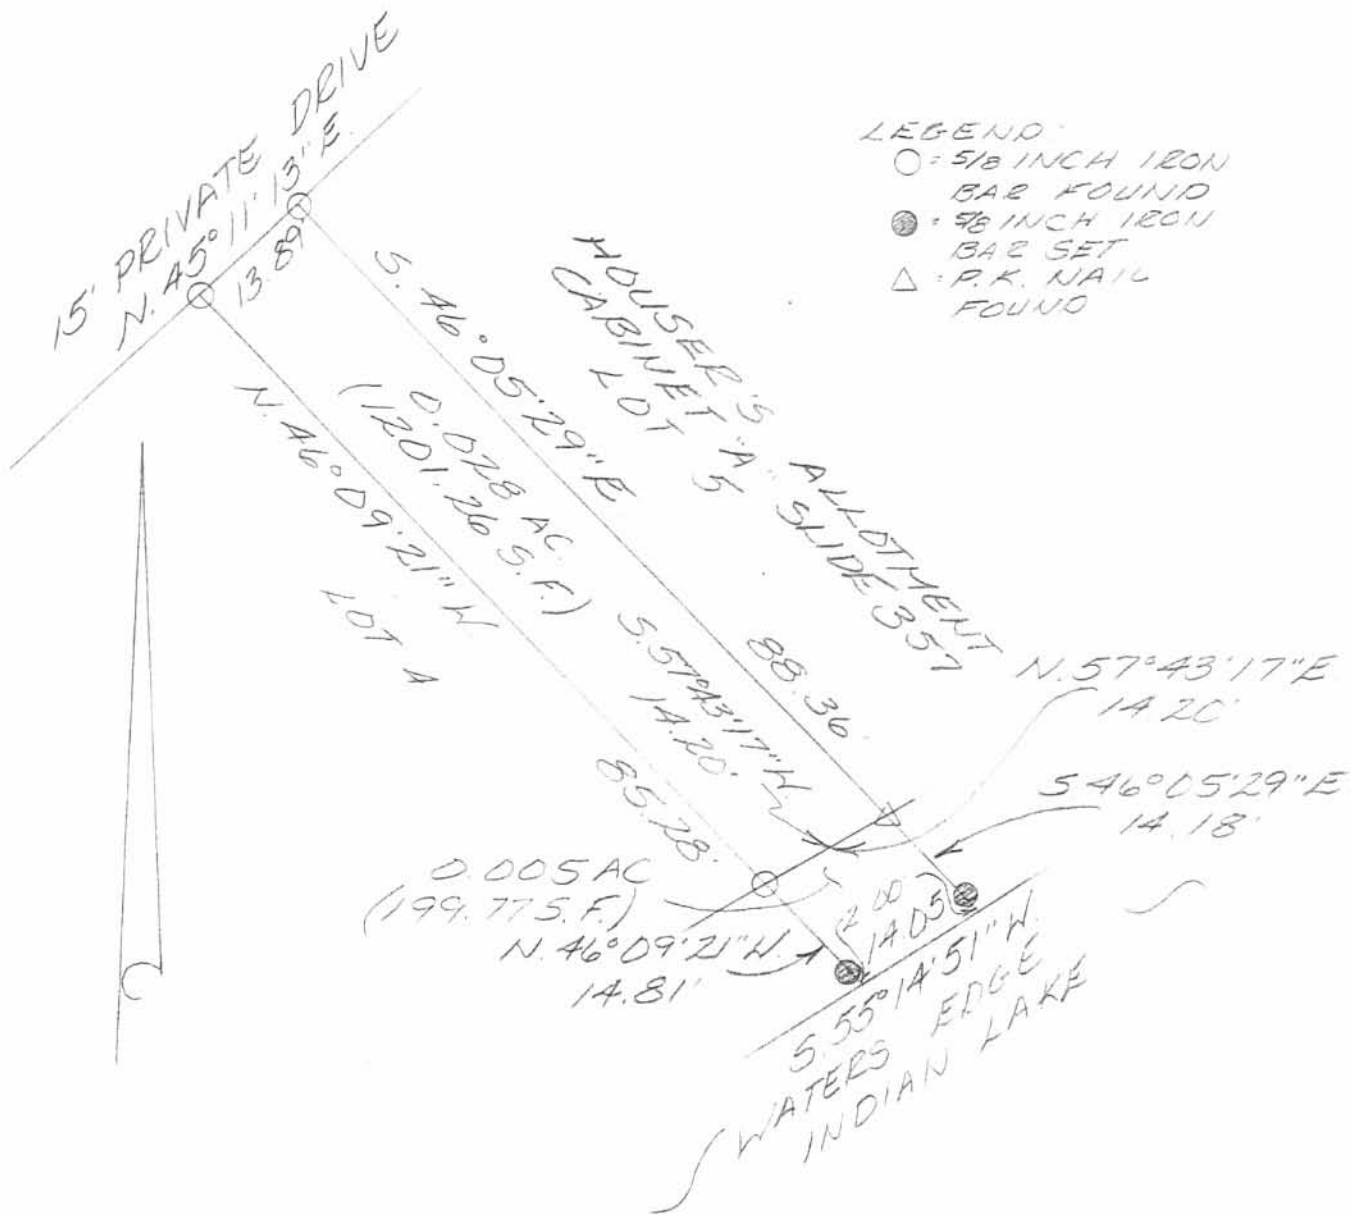 15' PRIVATE DRIVE
N. 45° 11' 13" E.
13.89'
LEGEND
= 5/8 INCH IRON
BAR FOUND
= 5/8 INCH IRON
BAR SET
= P.K. NAIL
FOUND
HOUSER'S ALLOTMENT
CABINET "A" SLIDE 357
LOT 5
S. 46° 05' 29" E
0.028 AC.
(1201.26 S.F.)
N. 46° 09' 21" W
LOT A
88.36'
85.28'
S. 57° 43' 17" W.
14.20'
N. 57° 43' 17" E
14.20'
S 46° 05' 29" E
14.18'
0.005 AC
(199.77 S.F.)
N. 46° 09' 21" W.
14.81'
2.00
14.05
S. 55° 14' 51" W.
WATERS EDGE
INDIAN LAKE